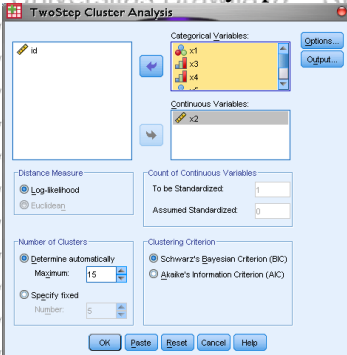 TwoStep Cluster Analysis
id
Categorical Variables:
x1
x3
x4
Continuous Variables:
x2
Options...
Output...
Distance Measure
Log-likelihood
Euclidean
Count of Continuous Variables
To be Standardized: 1
Assumed Standardized: 0
Number of Clusters
Determine automatically
Maximum: 15
Specify fixed
Number: 5
Clustering Criterion
Schwarz's Bayesian Criterion (BIC)
Akaike's Information Criterion (AIC)
OK Paste Reset Cancel Help